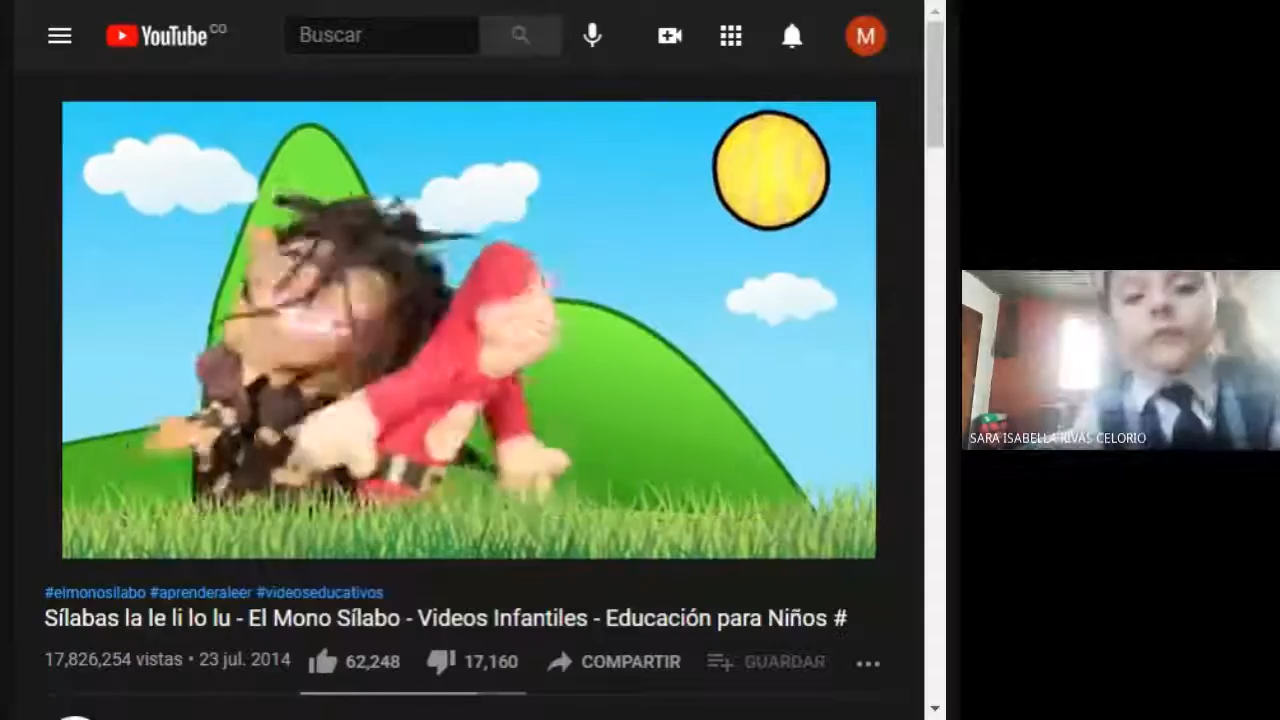 YouTube CO
Buscar
M
#elmonosílabo #aprenderaleer #videoseducativos
Sílabas la le li lo lu - El Mono Sílabo - Videos Infantiles - Educación para Niños #
17,826,254 vistas • 23 jul. 2014 62,248 17,160 COMPARTIR GUARDAR
SARA ISABELLA RIVAS CELORIO